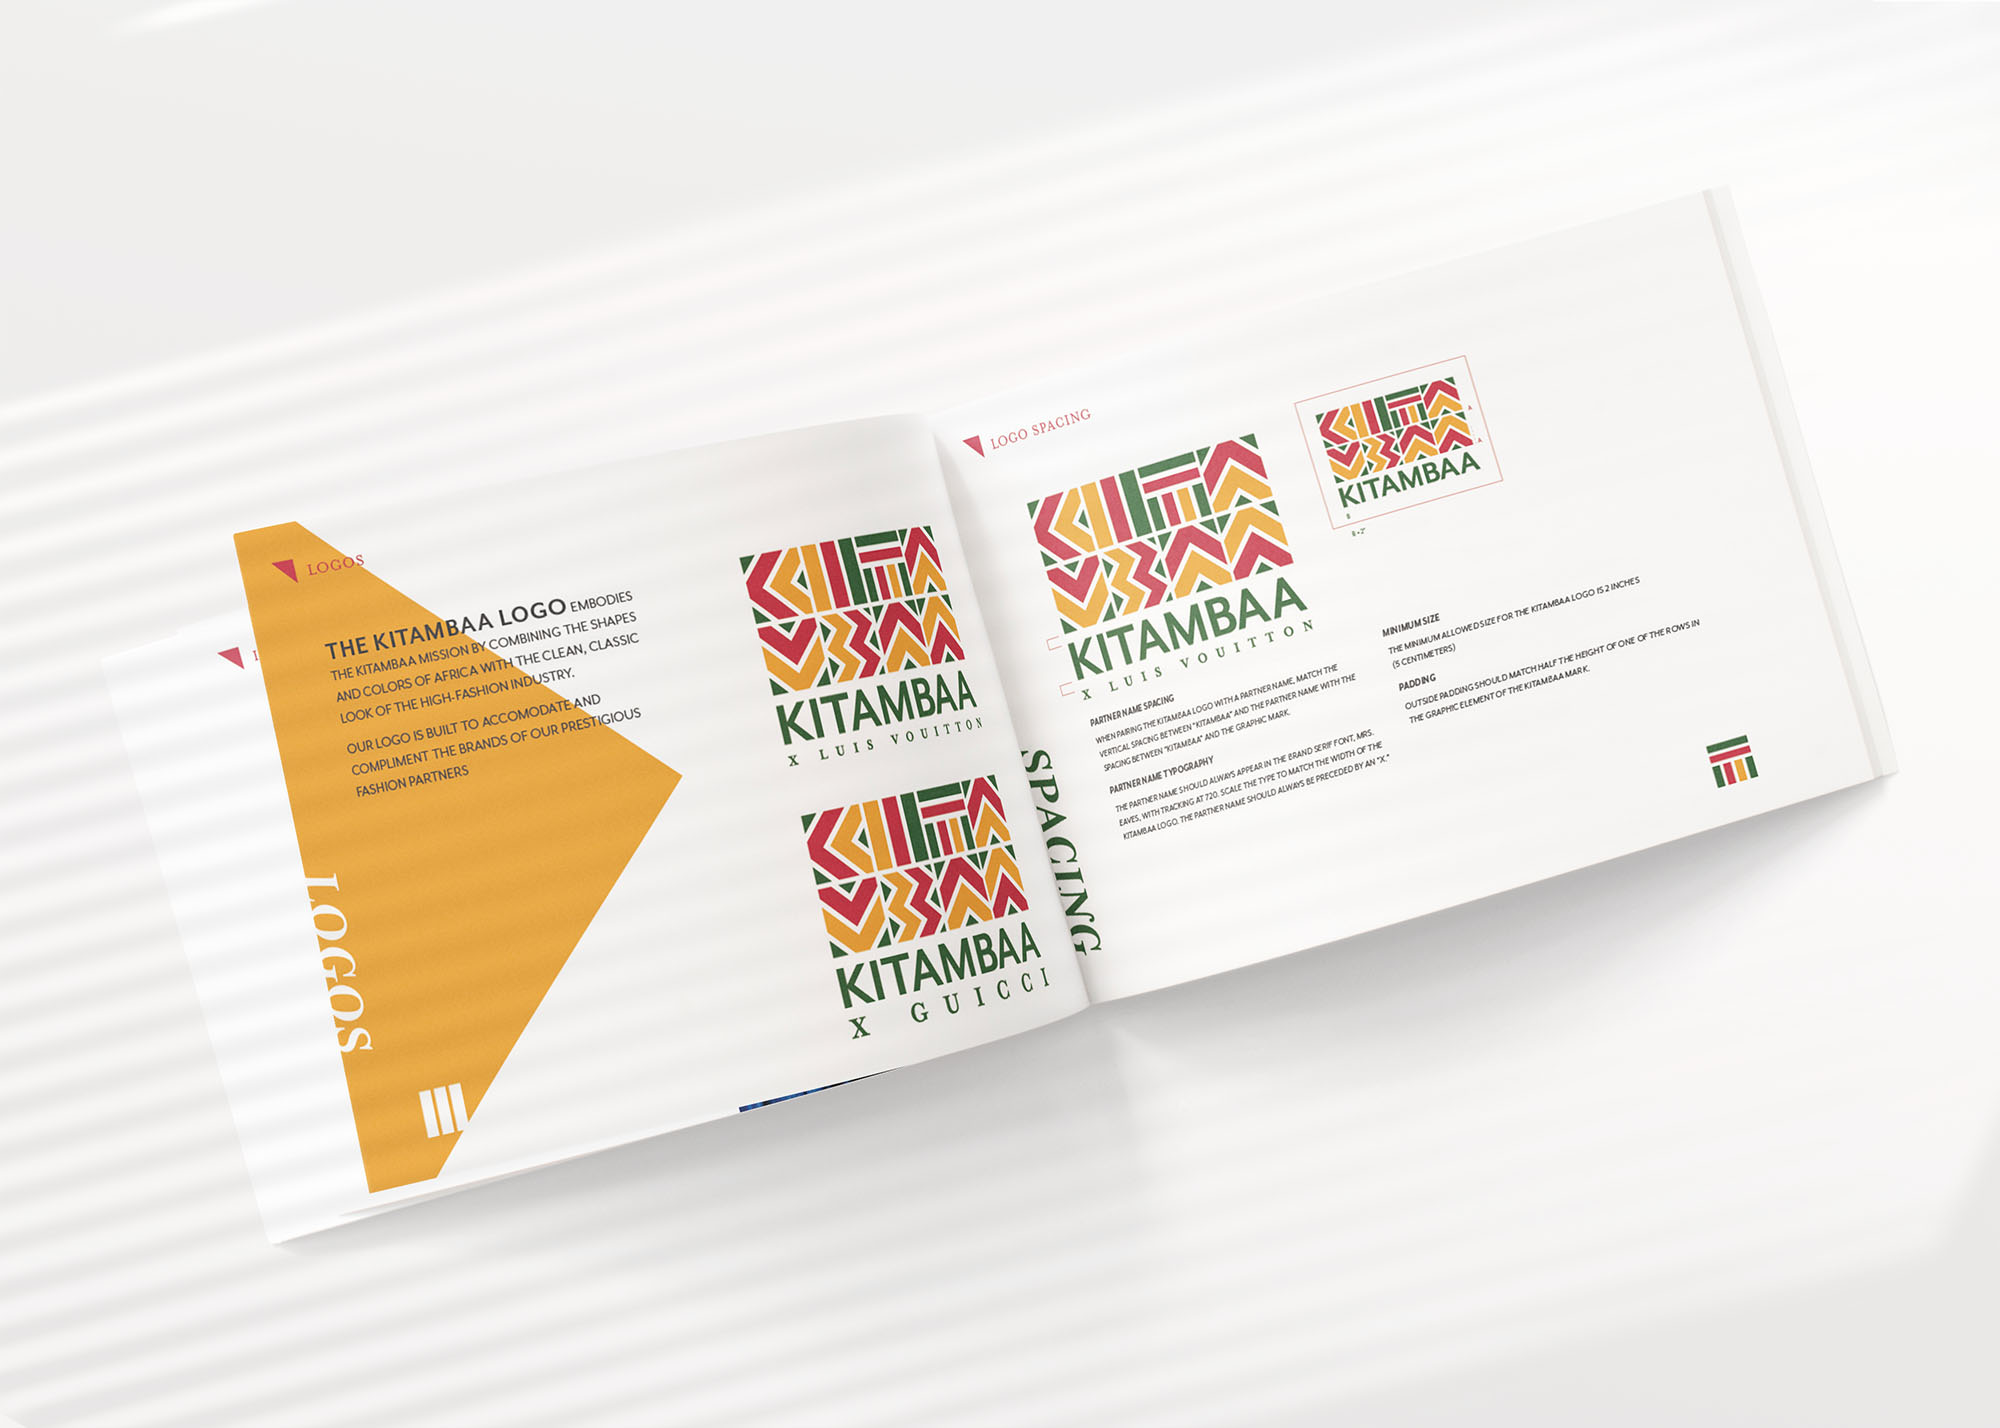 LOGOS
THE KITAMBAA LOGO EMBODIES
THE KITAMBAA MISSION BY COMBINING THE SHAPES
AND COLORS OF AFRICA WITH THE CLEAN, CLASSIC
LOOK OF THE HIGH-FASHION INDUSTRY.
OUR LOGO IS BUILT TO ACCOMODATE AND
COMPLIMENT THE BRANDS OF OUR PRESTIGIOUS
FASHION PARTNERS
LOGOS
KITAMBAA
X LUIS VOUITTON
KITAMBAA
X GUICCI
LOGO SPACING
KITAMBAA
X LUIS VOUITTON
KITAMBAA
PARTNER NAME SPACING
WHEN PAIRING THE KITAMBAA LOGO WITH A PARTNER NAME, MATCH THE
VERTICAL SPACING BETWEEN "KITAMBAA" AND THE PARTNER NAME WITH THE
SPACING BETWEEN "KITAMBAA" AND THE GRAPHIC MARK.
PARTNER NAME TYPOGRAPHY
THE PARTNER NAME SHOULD ALWAYS APPEAR IN THE BRAND SERIF FONT, MRS.
EAVES, WITH TRACKING AT 720. SCALE THE TYPE TO MATCH THE WIDTH OF THE
KITAMBAA LOGO. THE PARTNER NAME SHOULD ALWAYS BE PRECEDED BY AN "X."
MINIMUM SIZE
THE MINIMUM ALLOWED SIZE FOR THE KITAMBAA LOGO IS 2 INCHES
(5 CENTIMETERS)
PADDING
OUTSIDE PADDING SHOULD MATCH HALF THE HEIGHT OF ONE OF THE ROWS IN
THE GRAPHIC ELEMENT OF THE KITAMBAA MARK.
SPACING